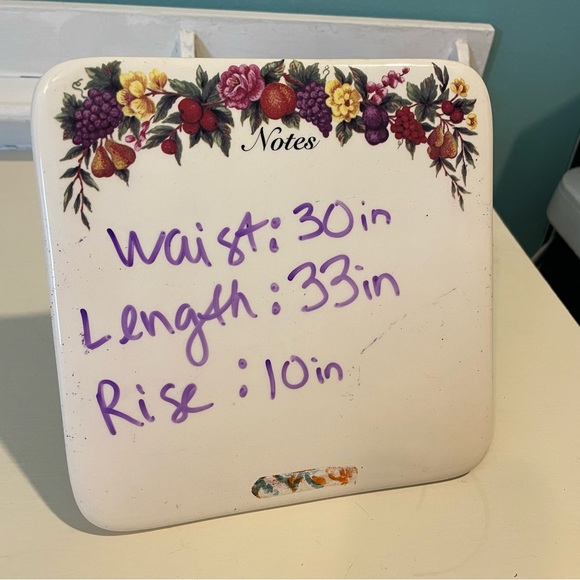 Notes
Waist: 30in
Length: 33in
Rise: 10in